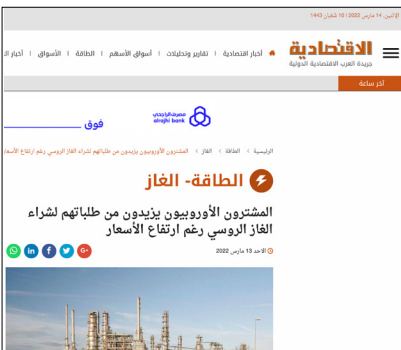 الإثنين، 14 مارس 2022 / 10 شعبان 1443
الاقتصادية
جريدة العرب الاقتصادية الدولية
أخبار اقتصادية | تقارير وتحليلات | أسواق الأسهم | الطاقة | الأسواق | أخبار
آخر ساعة
مصرف الراجحي
alrajhi bank
فوق
الرئيسية > الطاقة > الغاز > المشترون الأوروبيون يزيدون من طلباتهم لشراء الغاز الروسي رغم ارتفاع
الطاقة- الغاز
المشترون الأوروبيون يزيدون من طلباتهم لشراء
الغاز الروسي رغم ارتفاع الأسعار
الاحد 13 مارس 2022
G+ f in